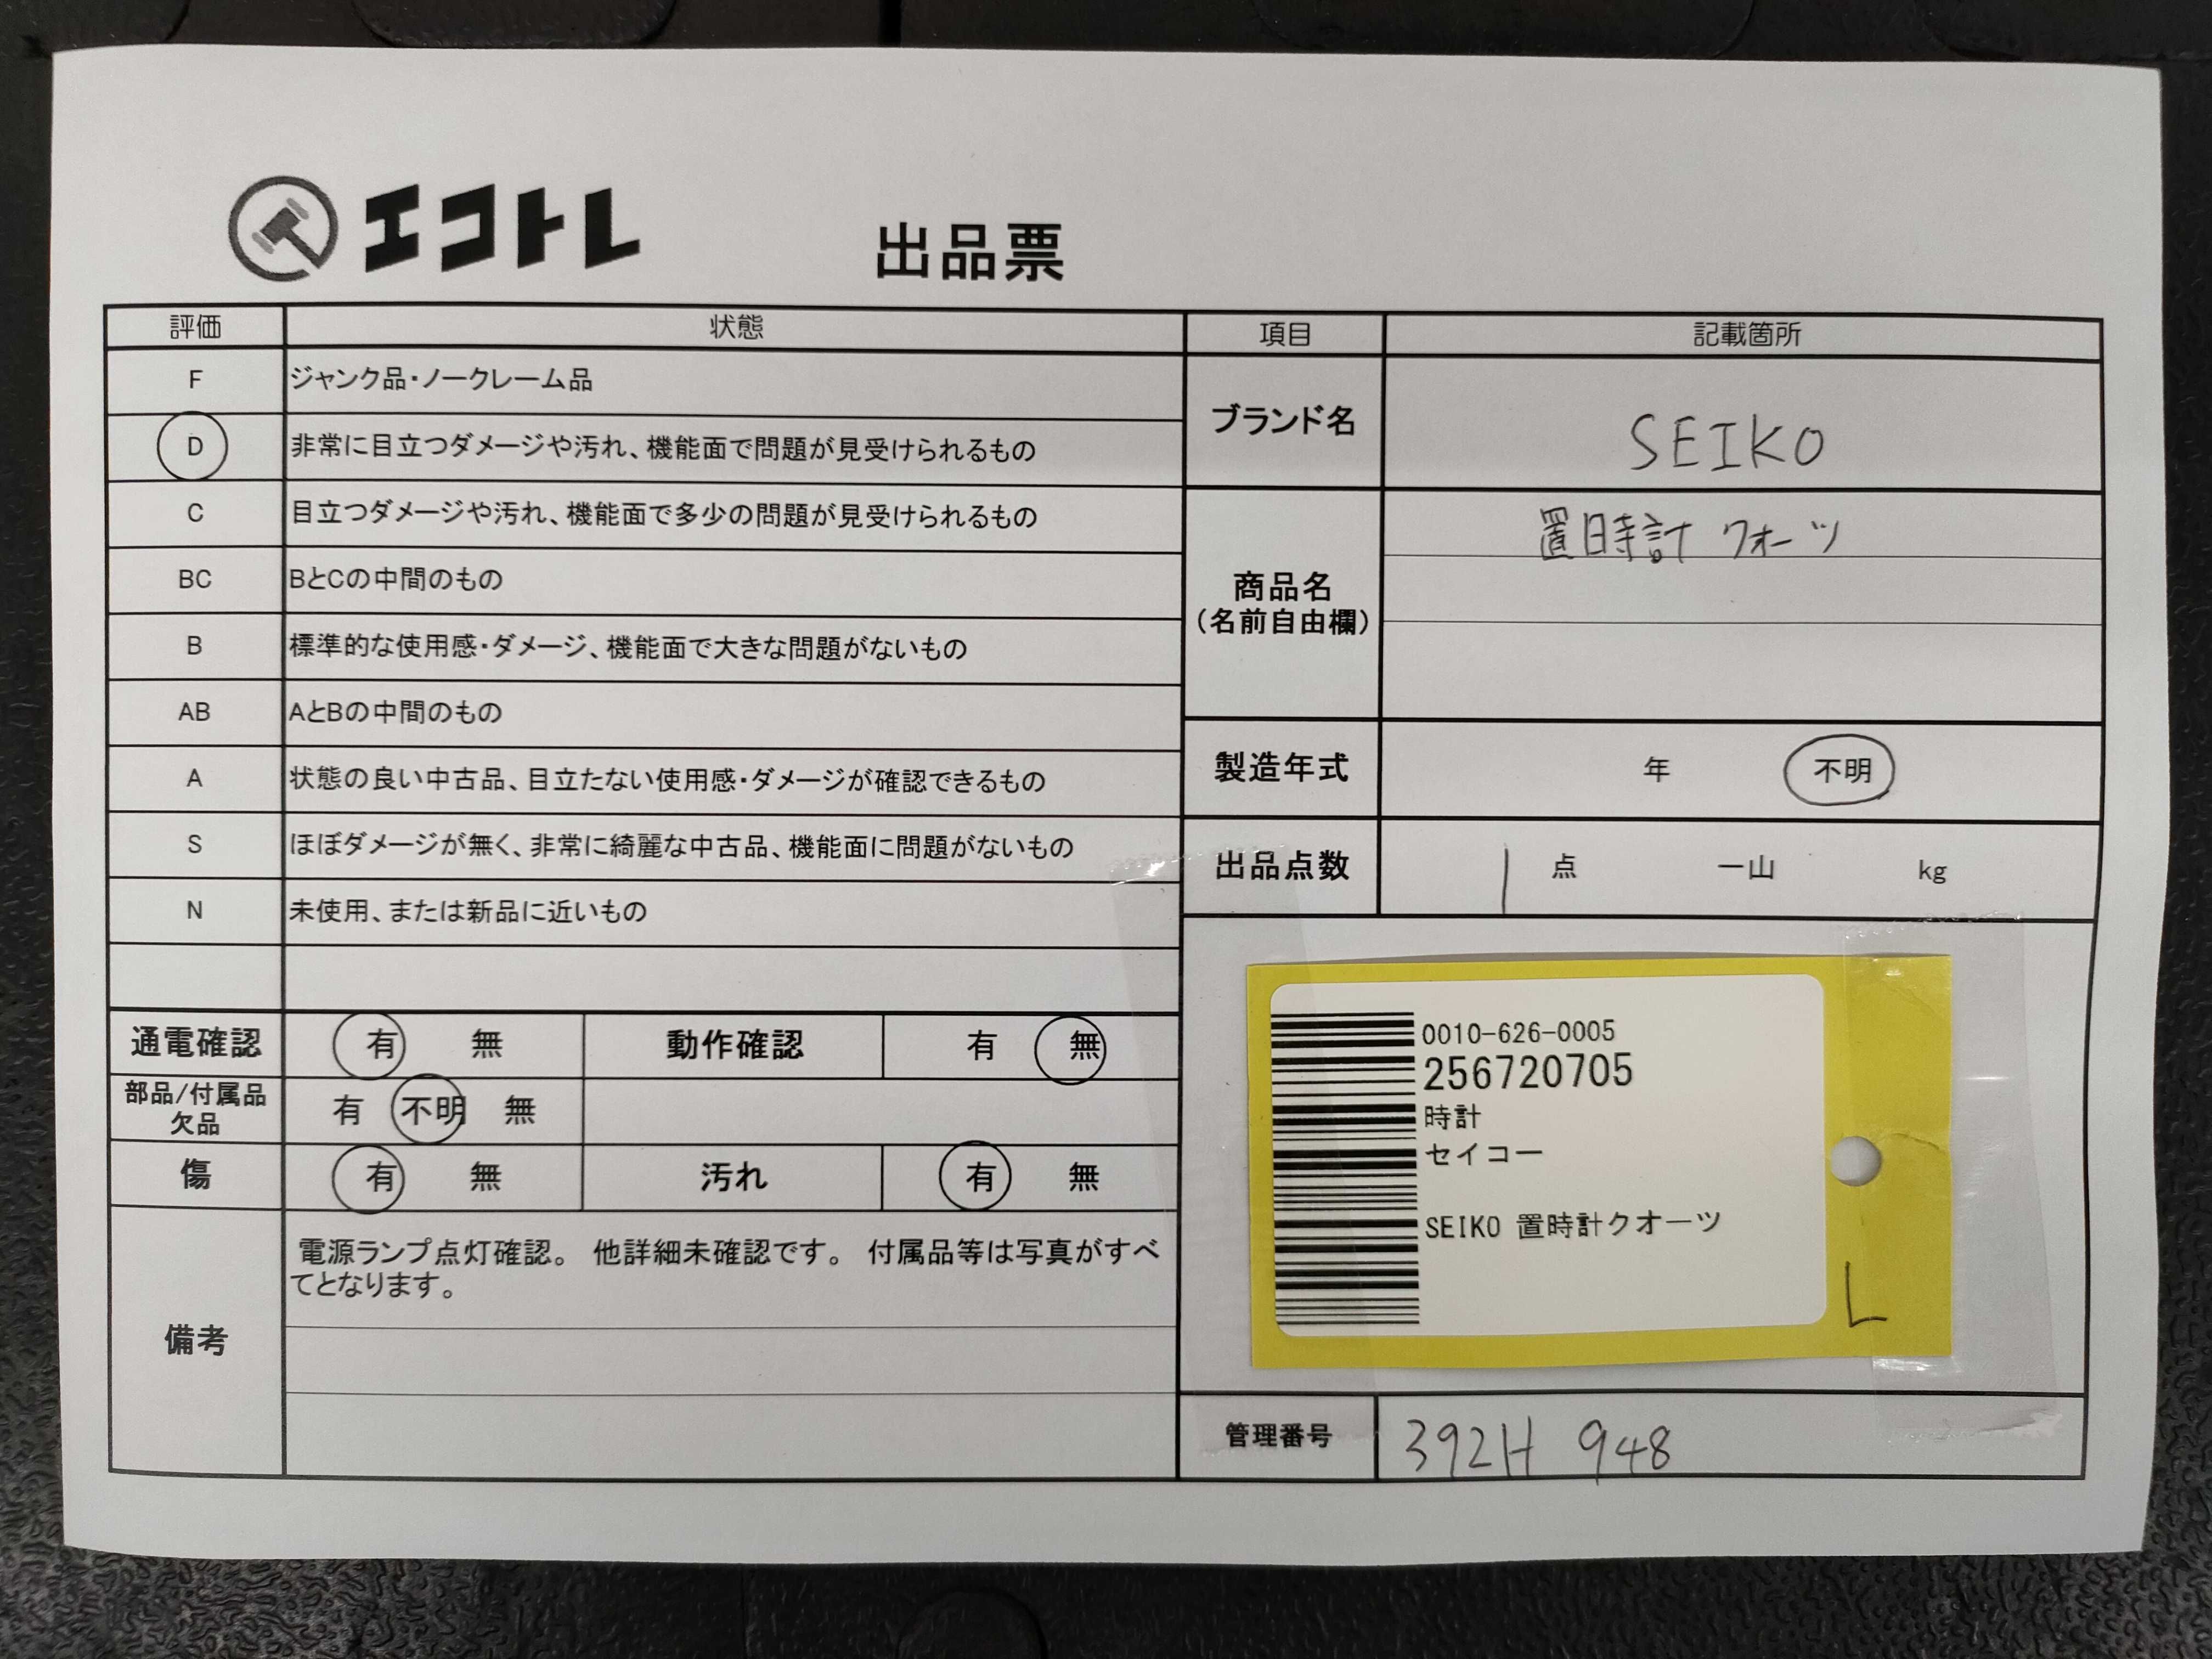 エコトレ
出品票
評価 状態
F ジャンク品・ノークレーム品
D 非常に目立つダメージや汚れ、機能面で問題が見受けられるもの
C 目立つダメージや汚れ、機能面で多少の問題が見受けられるもの
BC BとCの中間のもの
B 標準的な使用感・ダメージ、機能面で大きな問題がないもの
AB AとBの中間のもの
A 状態の良い中古品、目立たない使用感・ダメージが確認できるもの
S ほぼダメージが無く、非常に綺麗な中古品、機能面に問題がないもの
N 未使用、または新品に近いもの
通電確認 有 無 動作確認 有 無
部品/付属品
欠品
有 不明 無
傷 有 無 汚れ 有 無
備考
電源ランプ点灯確認。 他詳細未確認です。 付属品等は写真がすべ
てとなります。
項目 記載箇所
ブランド名 SEIKO
商品名
(名前自由欄)
置時計 クオーツ
製造年式 年 不明
出品点数 1 点 一山 kg
0010-626-0005
256720705
時計
セイコー
SEIKO 置時計クオーツ
L
管理番号 392H 948